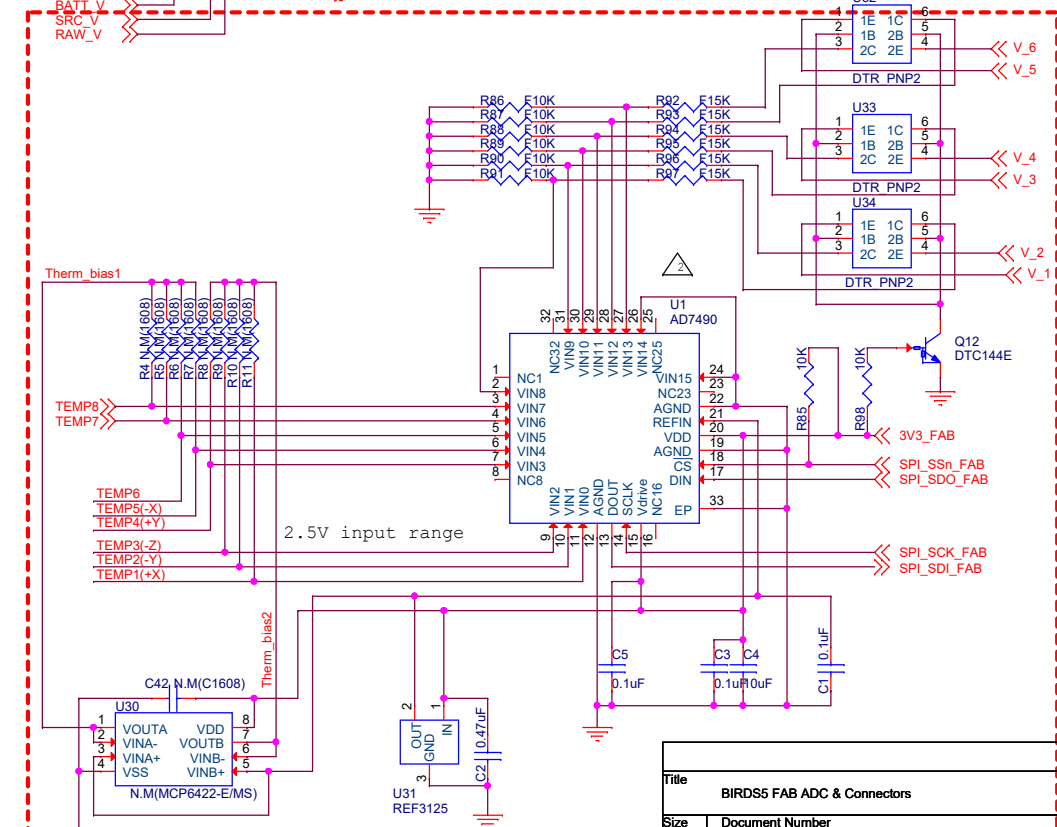 BATT_V
SRC_V
RAW_V
1 1E 1C 6
2 1B 2B 5
3 2C 2E 4
DTR_PNP2
V_6
V_5
R86 F10K R92 F15K
R87 F10K R93 F15K
R88 F10K R94 F15K
R89 F10K R95 F15K
R90 F10K R96 F15K
R91 F10K R97 F15K
U33
1 1E 1C 6
2 1B 2B 5
3 2C 2E 4
DTR_PNP2
V_4
V_3
U34
1 1E 1C 6
2 1B 2B 5
3 2C 2E 4
DTR_PNP2
V_2
V_1
2
Therm_bias1
R4 N.M(1608)
R5 N.M(1608)
R6 N.M(1608)
R7 N.M(1608)
R8 N.M(1608)
R9 N.M(1608)
R10 N.M(1608)
R11 N.M(1608)
U1
AD7490
32 31 30 29 28 27 26 25
NC32 VIN9 VIN10 VIN11 VIN12 VIN13 VIN14 NC25
1 NC1
2 VIN8
3 VIN7
4 VIN6
5 VIN5
6 VIN4
7 VIN3
8 NC8
VIN15 24
NC23 23
AGND 22
REFIN 21
VDD 20
AGND 19
CS 18
DIN 17
EP 33
VIN2 VIN1 VIN0 AGND DOUT SCLK Vdrive NC16
9 10 11 12 13 14 15 16
Q12
DTC144E
R85 10K
R98 10K
3V3_FAB
SPI_SSn_FAB
SPI_SDO_FAB
SPI_SCK_FAB
SPI_SDI_FAB
TEMP8
TEMP7
TEMP6
TEMP5(-X)
TEMP4(+Y)
TEMP3(-Z)
TEMP2(-Y)
TEMP1(+X)
2.5V input range
Therm_bias2
C5
0.1uF
C3
0.1uF
C4
10uF
C1 0.1uF
C42 N.M(C1608)
U30
1 VOUTA VDD 8
2 VINA- VOUTB 7
3 VINA+ VINB- 6
4 VSS VINB+ 5
N.M(MCP6422-E/MS)
2 1
OUT GND IN
3
U31
REF3125
C2 0.47uF
Title
BIRDS5 FAB ADC & Connectors
Size Document Number